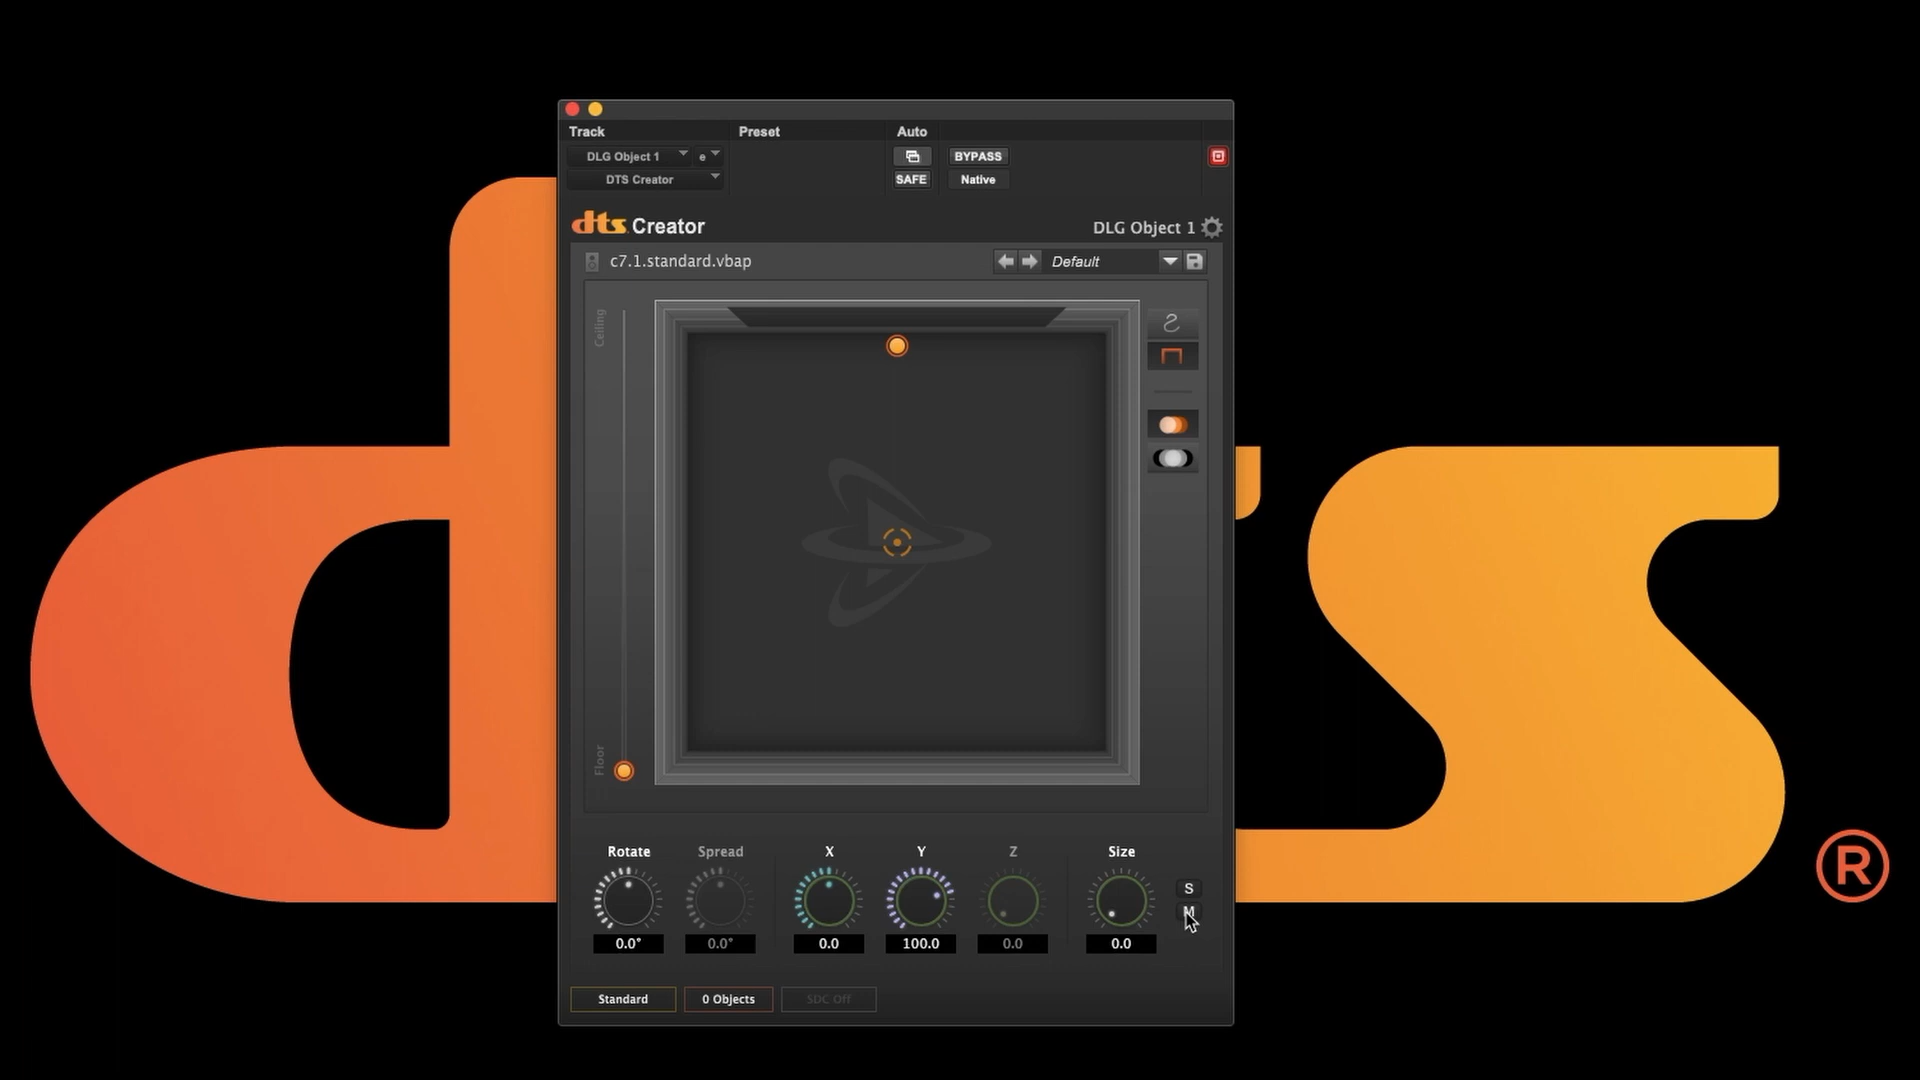 Track
Preset
Auto
DLG Object 1
e
BYPASS
DTS Creator
SAFE
Native
dts Creator
DLG Object 1
c7.1.standard.vbap
Default
Ceiling
Floor
Rotate
Spread
X
Y
Z
Size
S
M
0.0°
0.0°
0.0
100.0
0.0
0.0
Standard
0 Objects
SDC Off
dts
®